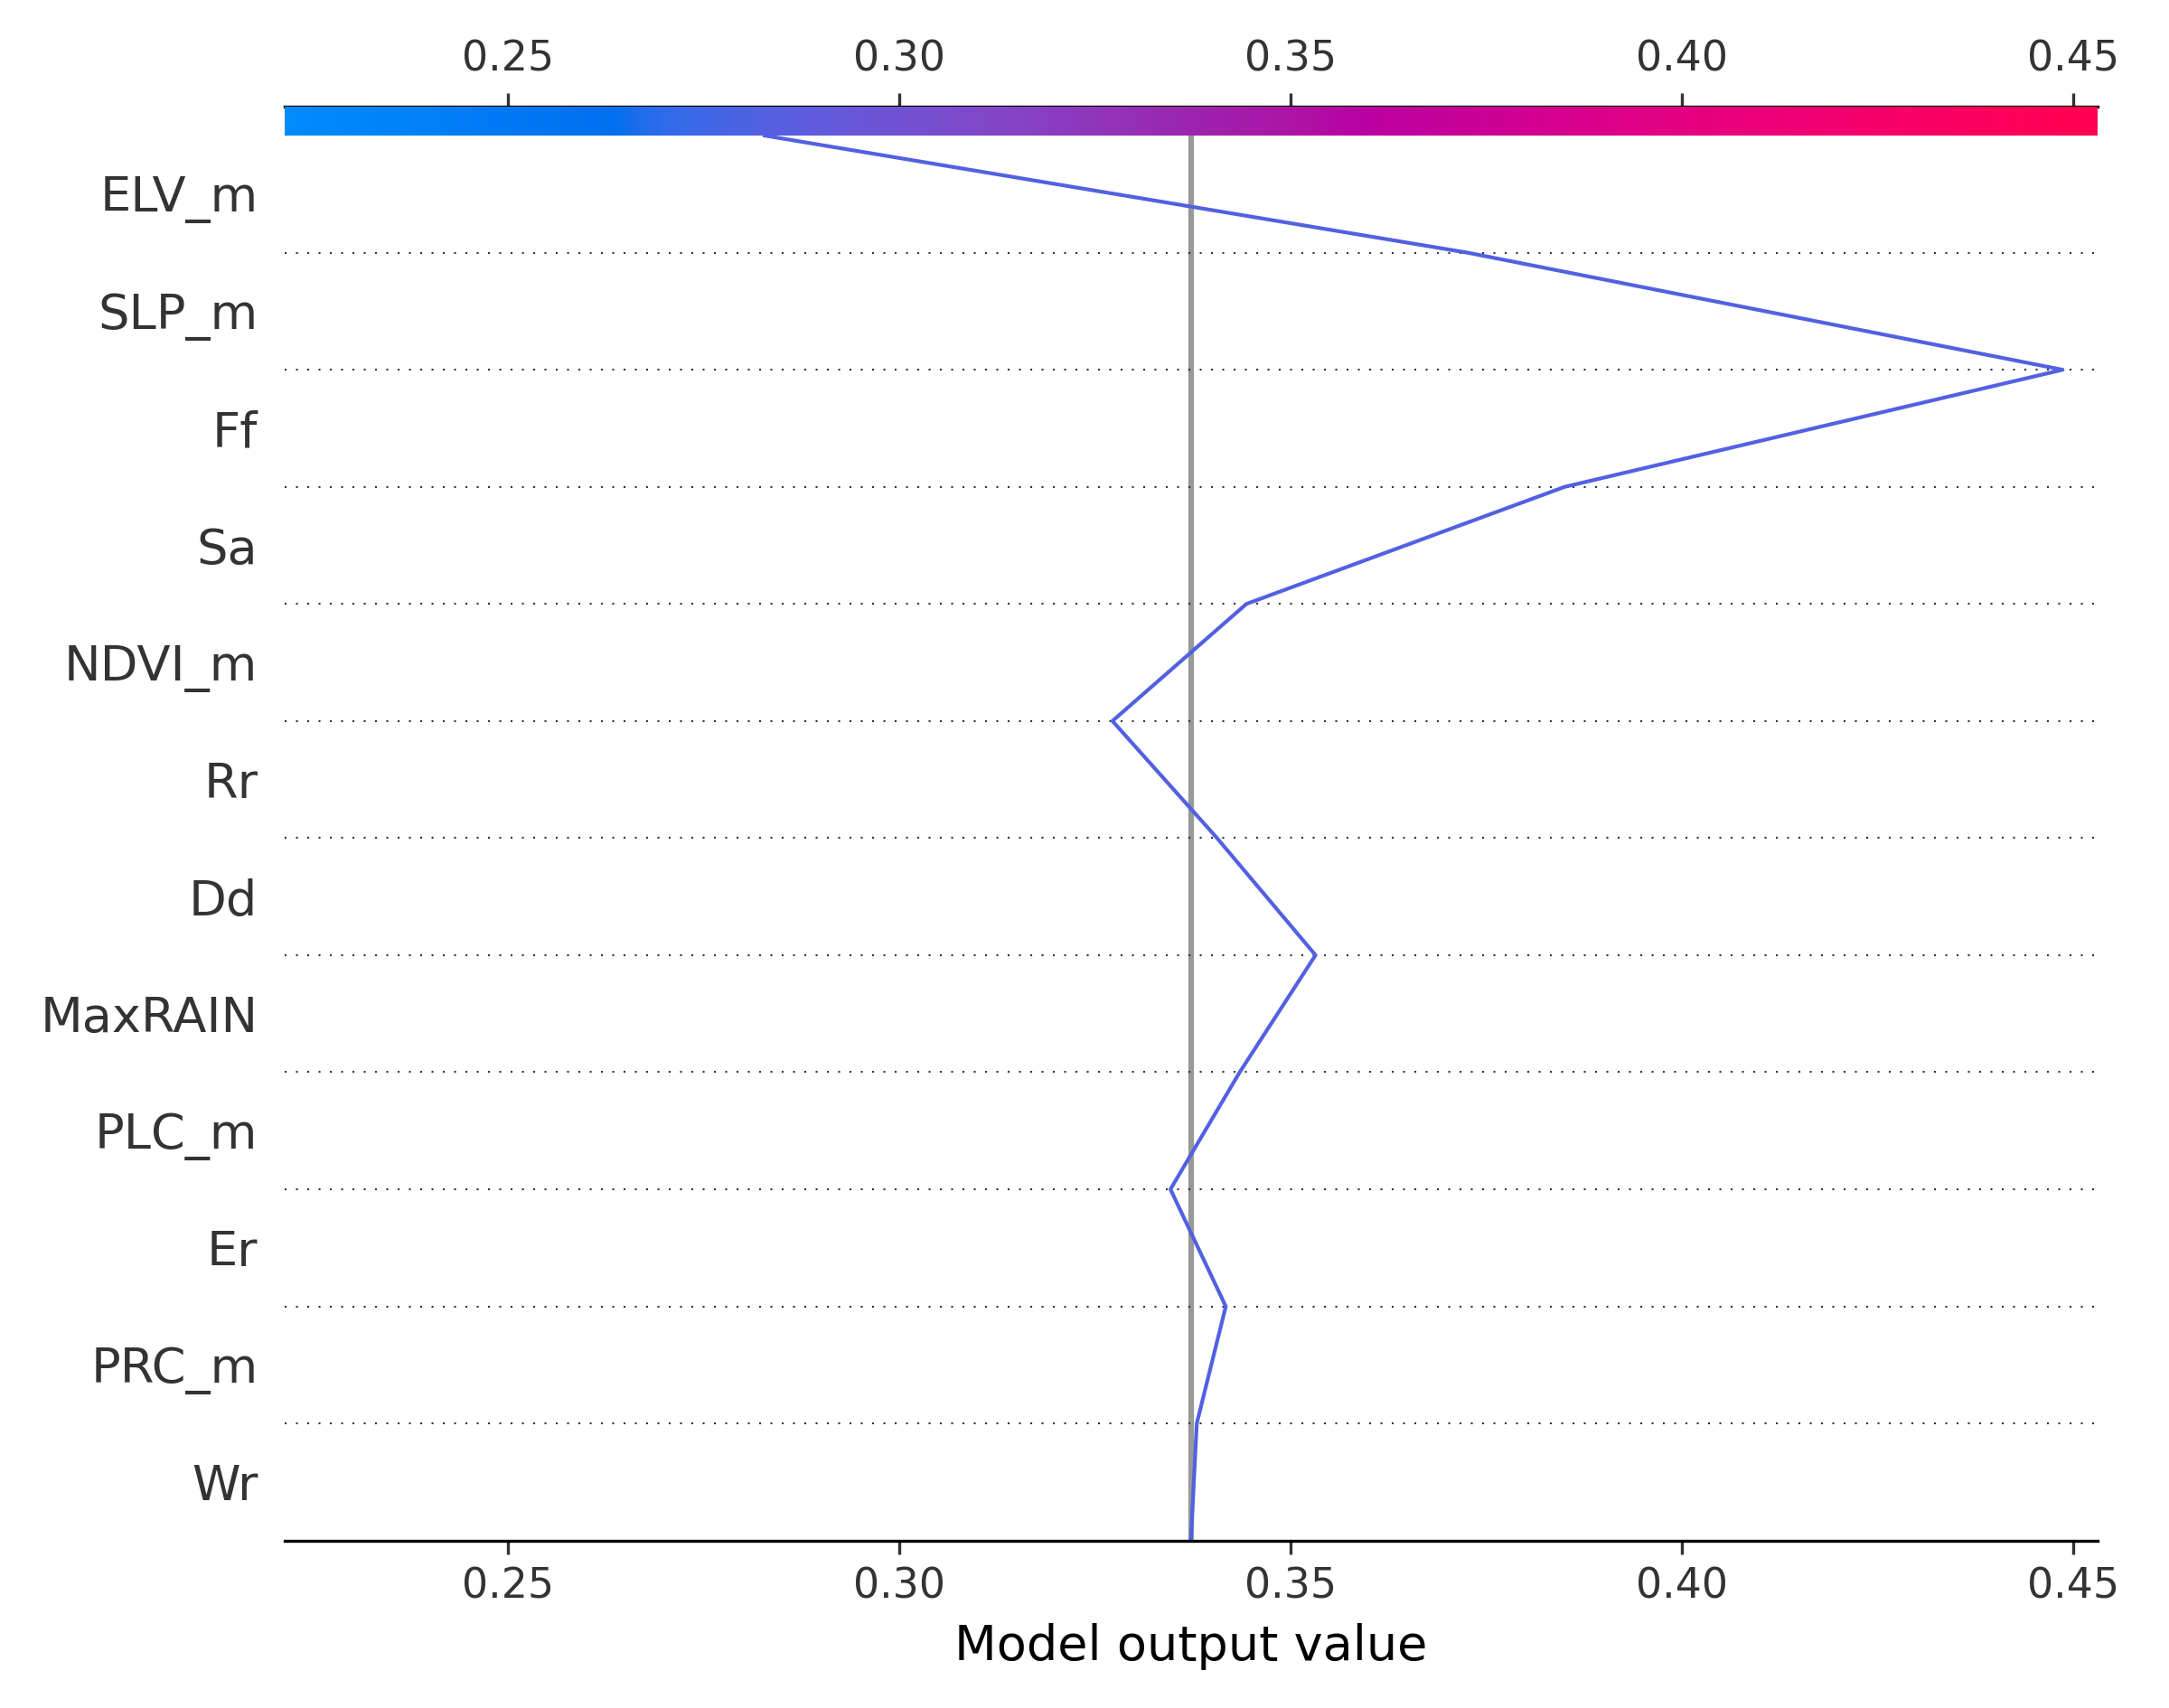 0.25 0.30 0.35 0.40 0.45
ELV_m
SLP_m
Ff
Sa
NDVI_m
Rr
Dd
MaxRAIN
PLC_m
Er
PRC_m
Wr
0.25 0.30 0.35 0.40 0.45
Model output value